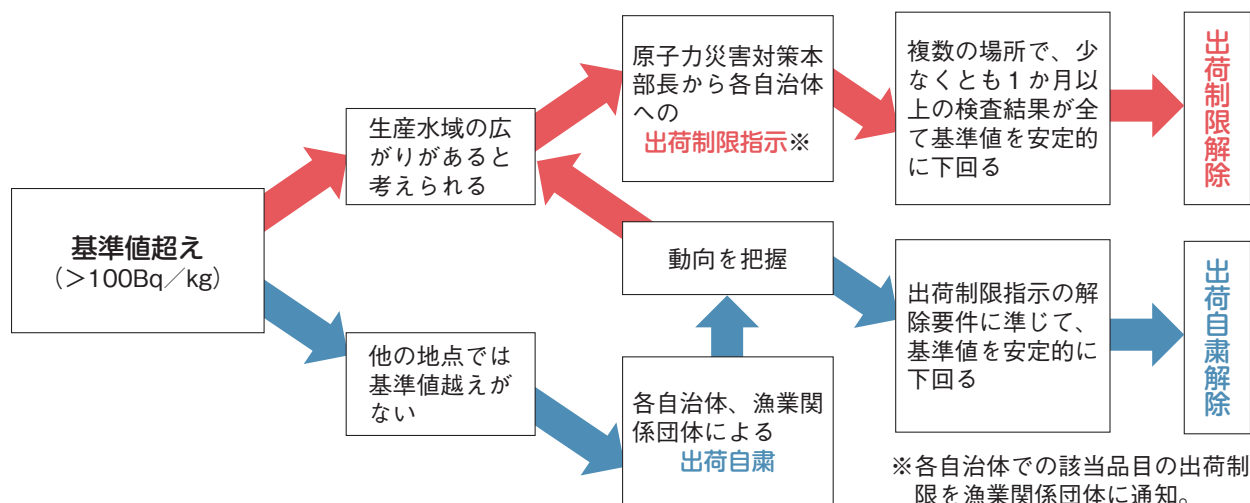 基準値超え
(>100Bq/kg)
生産水域の広
がりがあると
考えられる
他の地点では
基準値越えが
ない
原子力災害対策本
部長から各自治体
への
出荷制限指示※
動向を把握
各自治体、漁業関
係団体による
出荷自粛
複数の場所で、少
なくとも1か月以
上の検査結果が全
て基準値を安定的
に下回る
出荷制限指示の解
除要件に準じて、
基準値を安定的に
下回る
出荷制限解除
出荷自粛解除
※各自治体での該当品目の出荷制
限を漁業関係団体に通知。